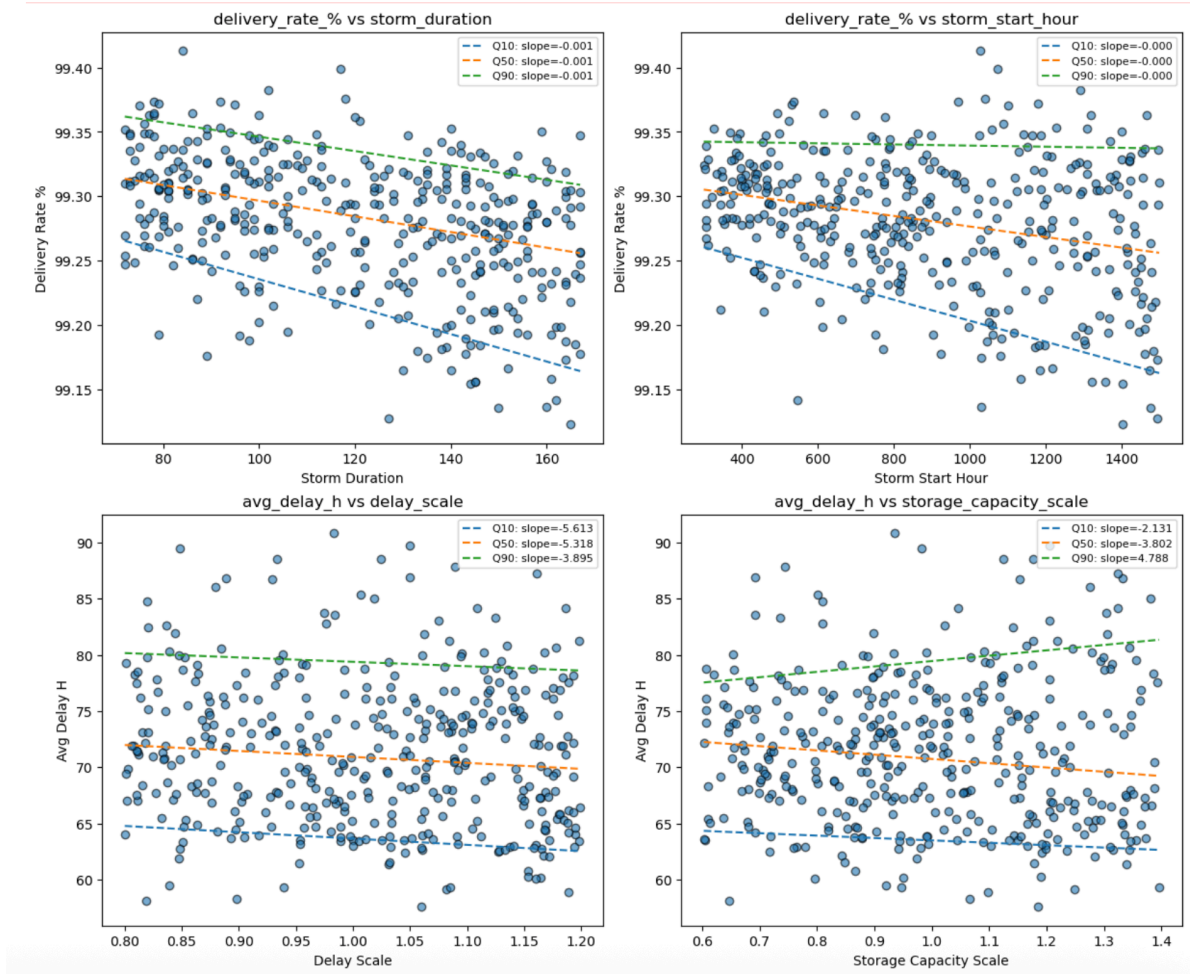 delivery_rate_% vs storm_duration
Q10: slope=-0.001
Q50: slope=-0.001
Q90: slope=-0.001
99.40
99.35
99.30
99.25
99.20
99.15
Delivery Rate %
80 100 120 140 160
Storm Duration
delivery_rate_% vs storm_start_hour
Q10: slope=-0.000
Q50: slope=-0.000
Q90: slope=-0.000
99.40
99.35
99.30
99.25
99.20
99.15
Delivery Rate %
400 600 800 1000 1200 1400
Storm Start Hour
avg_delay_h vs delay_scale
Q10: slope=-5.613
Q50: slope=-5.318
Q90: slope=-3.895
90
85
80
75
70
65
60
Avg Delay H
0.80 0.85 0.90 0.95 1.00 1.05 1.10 1.15 1.20
Delay Scale
avg_delay_h vs storage_capacity_scale
Q10: slope=-2.131
Q50: slope=-3.802
Q90: slope=4.788
90
85
80
75
70
65
60
Avg Delay H
0.6 0.7 0.8 0.9 1.0 1.1 1.2 1.3 1.4
Storage Capacity Scale